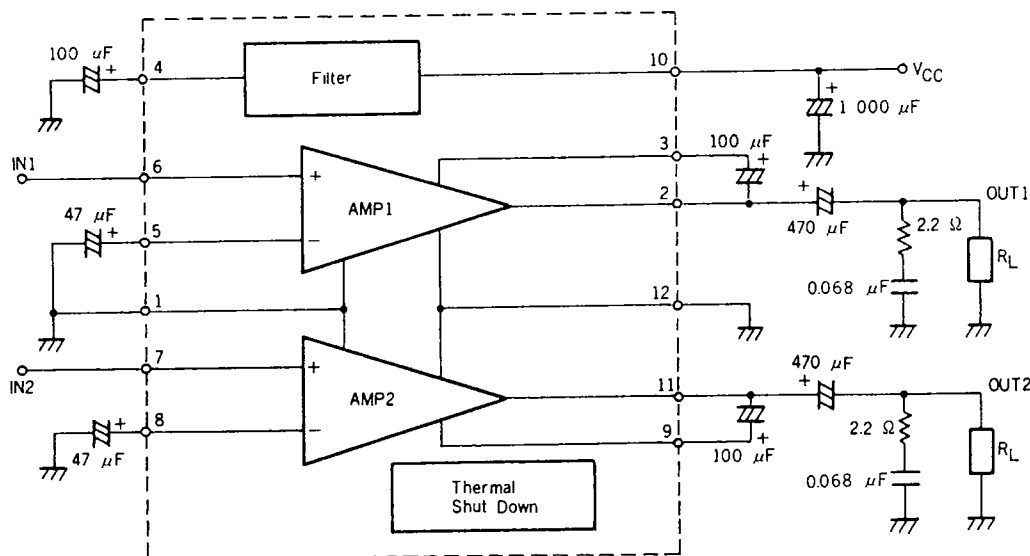 100 µF
+
4
Filter
10
V_CC
+
1 000 µF
IN1
6
+
AMP1
3
100 µF
+
2
+
470 µF
OUT1
2.2 Ω
R_L
0.068 µF
47 µF
+
5
−
1
12
IN2
7
+
AMP2
11
470 µF
+
OUT2
2.2 Ω
R_L
0.068 µF
8
−
+
47 µF
9
+
100 µF
Thermal
Shut Down